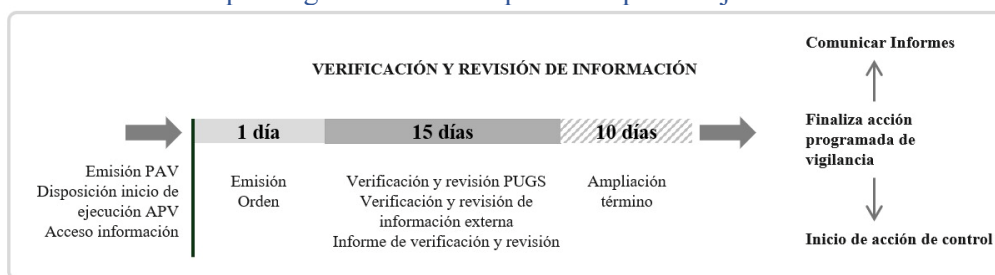 VERIFICACIÓN Y REVISIÓN DE INFORMACIÓN
Emisión PAV
Disposición inicio de
ejecución APV
Acceso información
1 día
Emisión
Orden
15 días
Verificación y revisión PUGS
Verificación y revisión de
información externa
Informe de verificación y revisión
10 días
Ampliación
término
Comunicar Informes
Finaliza acción
programada de
vigilancia
Inicio de acción de control